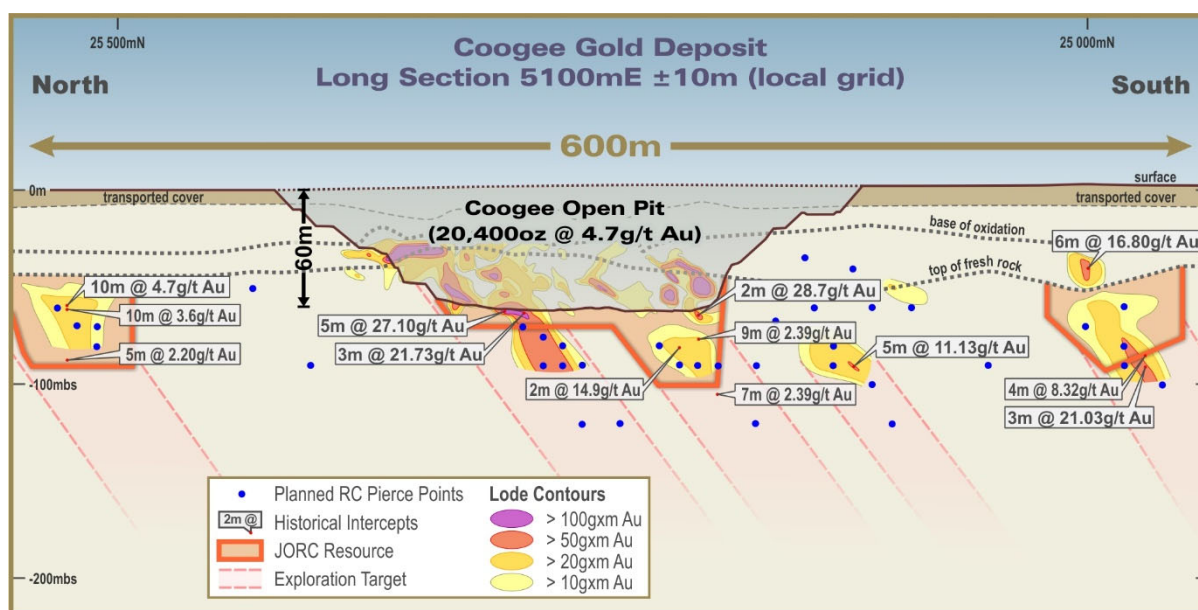 25 500mN
25 000mN
Coogee Gold Deposit
Long Section 5100mE ±10m (local grid)
North
South
600m
0m
surface
transported cover
transported cover
Coogee Open Pit
(20,400oz @ 4.7g/t Au)
60m
base of oxidation
top of fresh rock
6m @ 16.80g/t Au
10m @ 4.7g/t Au
10m @ 3.6g/t Au
5m @ 2.20g/t Au
5m @ 27.10g/t Au
3m @ 21.73g/t Au
2m @ 28.7g/t Au
9m @ 2.39g/t Au
2m @ 14.9g/t Au
7m @ 2.39g/t Au
5m @ 11.13g/t Au
4m @ 8.32g/t Au
3m @ 21.03g/t Au
-100mbs
-200mbs
Planned RC Pierce Points
2m @
Historical Intercepts
JORC Resource
Exploration Target
Lode Contours
> 100gxm Au
> 50gxm Au
> 20gxm Au
> 10gxm Au